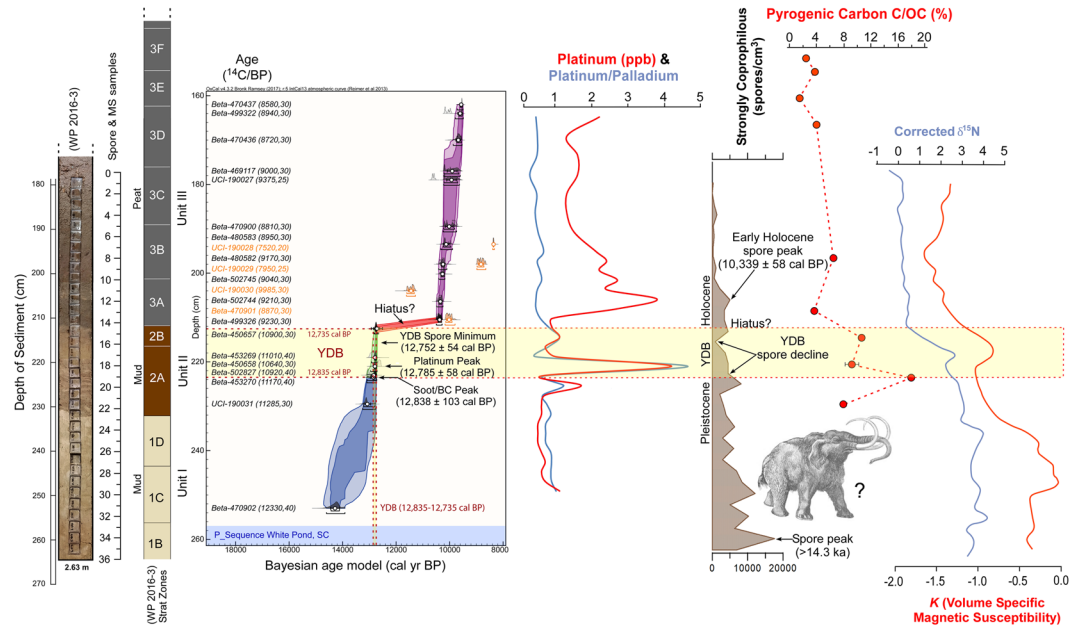 Pyrogenic Carbon C/OC (%)
0 4 8 12 16 20
Strongly Coprophilous
(spores/cm³)
Platinum (ppb) &
Platinum/Palladium
0 1 2 4 5
Age
(¹⁴C/BP)
OxCal v4.3.2 Bronk Ramsey (2017); r:5 IntCal13 atmospheric curve (Reimer et al 2013)
(WP 2016-3)
Spore & MS samples
Corrected δ¹⁵N
-1 0 1 2 3 4 5
Depth of Sediment (cm)
180
190
200
210
220
230
240
250
260
270
0
2
4
6
8
10
12
14
16
18
20
22
24
26
28
30
32
34
36
2.63 m
Peat
Mud
Mud
3F
3E
3D
3C
3B
3A
2B
2A
1D
1C
1B
(WP 2016-3)
Strat Zones
Unit III
Unit I
Depth (cm)
160
180
200
220
240
260
Beta-470437 (8580,30)
Beta-499322 (8940,30)
Beta-470436 (8720,30)
Beta-469117 (9000,30)
UCI-190027 (9375,25)
Beta-470900 (8810,30)
Beta-480583 (8950,30)
UCI-190028 (7520,20)
Beta-480582 (9170,30)
UCI-190029 (7950,25)
Beta-502745 (9040,30)
UCI-190030 (9985,30)
Beta-502744 (9210,30)
Beta-470901 (8870,30)
Beta-499326 (9230,30)
Beta-450657 (10900,30)
Beta-453269 (11010,40)
Beta-450658 (10640,30)
Beta-502827 (10920,40)
Beta-453270 (11170,40)
UCI-190031 (11285,30)
Beta-470902 (12330,40)
Hiatus?
12,735 cal BP
YDB
12,835 cal BP
YDB Spore Minimum
(12,752 ± 54 cal BP)
Platinum Peak
(12,785 ± 58 cal BP)
Soot/BC Peak
(12,838 ± 103 cal BP)
YDB (12,835-12,735 cal BP)
P_Sequence White Pond, SC
18000 16000 14000 12000 10000 8000
Bayesian age model (cal yr BP)
Holocene
YDB
Pleistocene
Early Holocene
spore peak
(10,339 ± 58 cal BP)
Hiatus?
YDB
spore decline
?
Spore peak
(>14.3 ka)
0 10000 20000
-2.0 -1.5 -1.0 -0.5 0.0
K (Volume Specific
Magnetic Susceptibility)